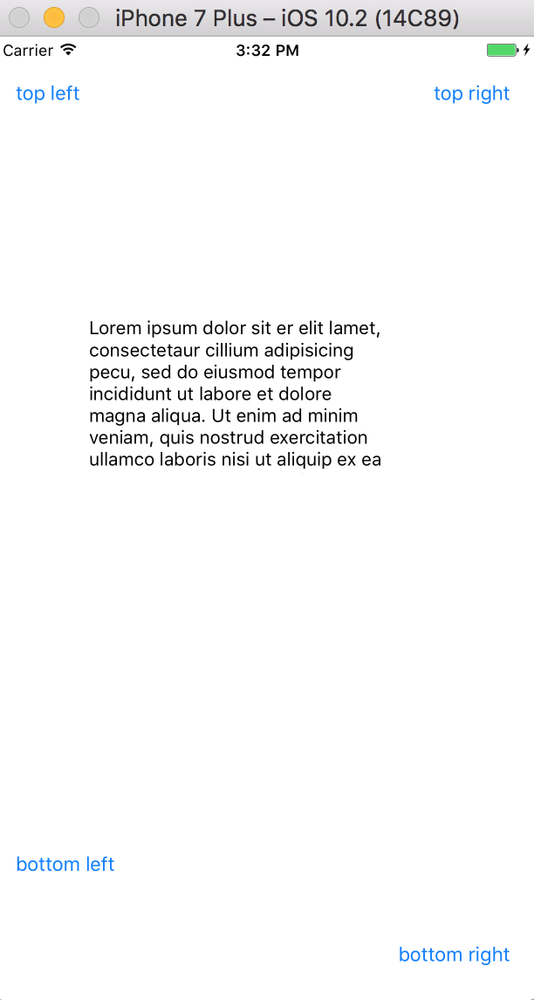 iPhone 7 Plus – iOS 10.2 (14C89)
Carrier 3:32 PM
top left top right
Lorem ipsum dolor sit er elit lamet,
consectetaur cillium adipisicing
pecu, sed do eiusmod tempor
incididunt ut labore et dolore
magna aliqua. Ut enim ad minim
veniam, quis nostrud exercitation
ullamco laboris nisi ut aliquip ex ea
bottom left
bottom right